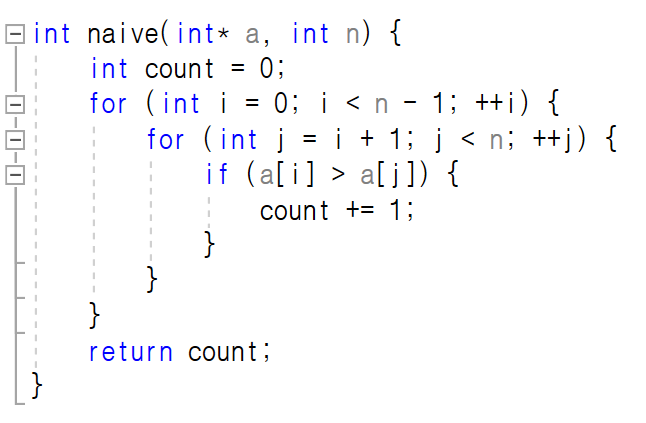 int naive(int* a, int n) {
    int count = 0;
    for (int i = 0; i < n - 1; ++i) {
        for (int j = i + 1; j < n; ++j) {
            if (a[i] > a[j]) {
                count += 1;
            }
        }
    }
    return count;
}